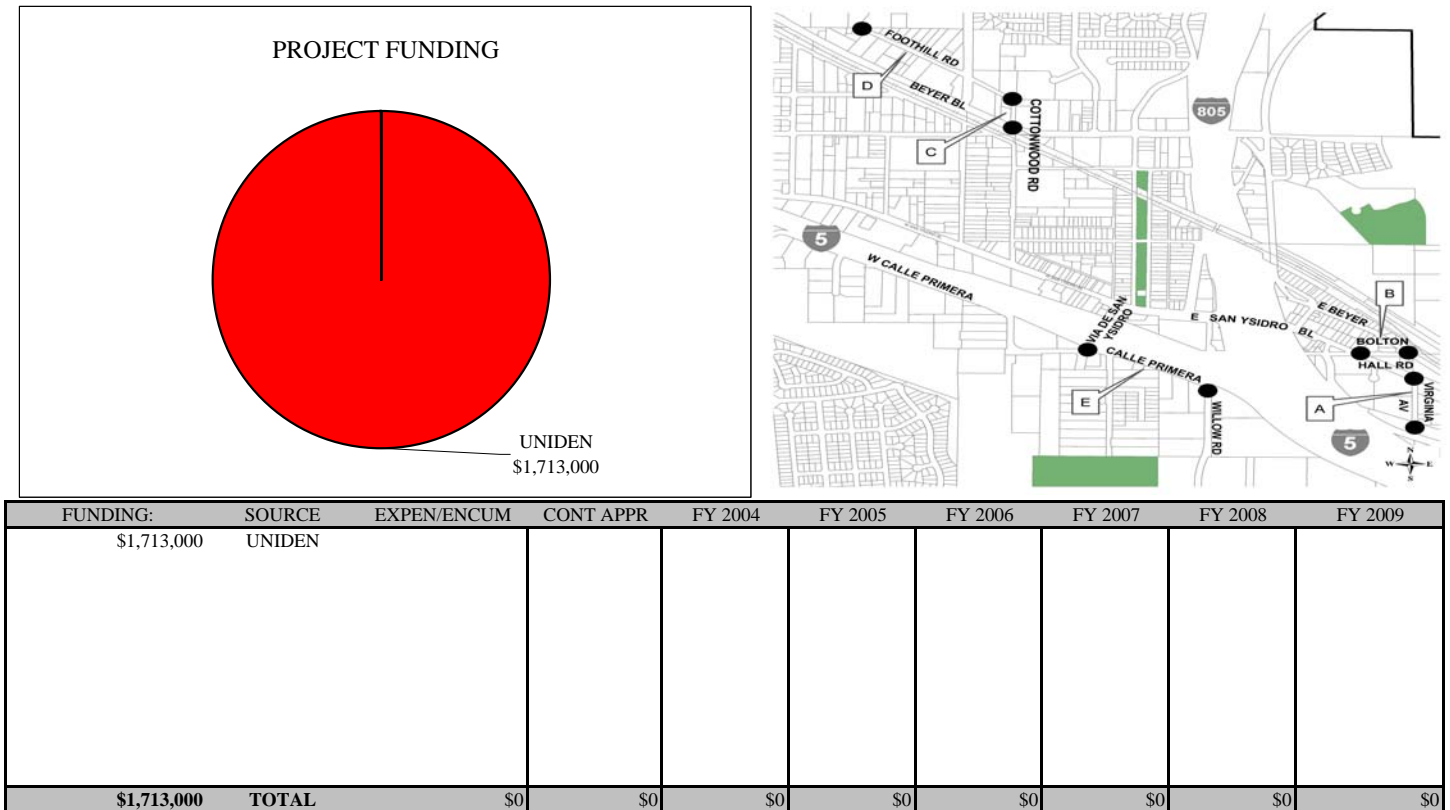 PROJECT FUNDING
UNIDEN
$1,713,000
FOOTHILL RD
D
BEYER BL
COTTONWOOD RD
C
805
5
W CALLE PRIMERA
VIA DE SAN
YSIDRO
E SAN YSIDRO BL
E BEYER
B
BOLTON
HALL RD
CALLE PRIMERA
E
WILLOW RD
A
VIRGINIA
AV
5
N
W E
S
FUNDING: SOURCE EXPEN/ENCUM CONT APPR FY 2004 FY 2005 FY 2006 FY 2007 FY 2008 FY 2009
$1,713,000 UNIDEN
$1,713,000 TOTAL $0 $0 $0 $0 $0 $0 $0 $0